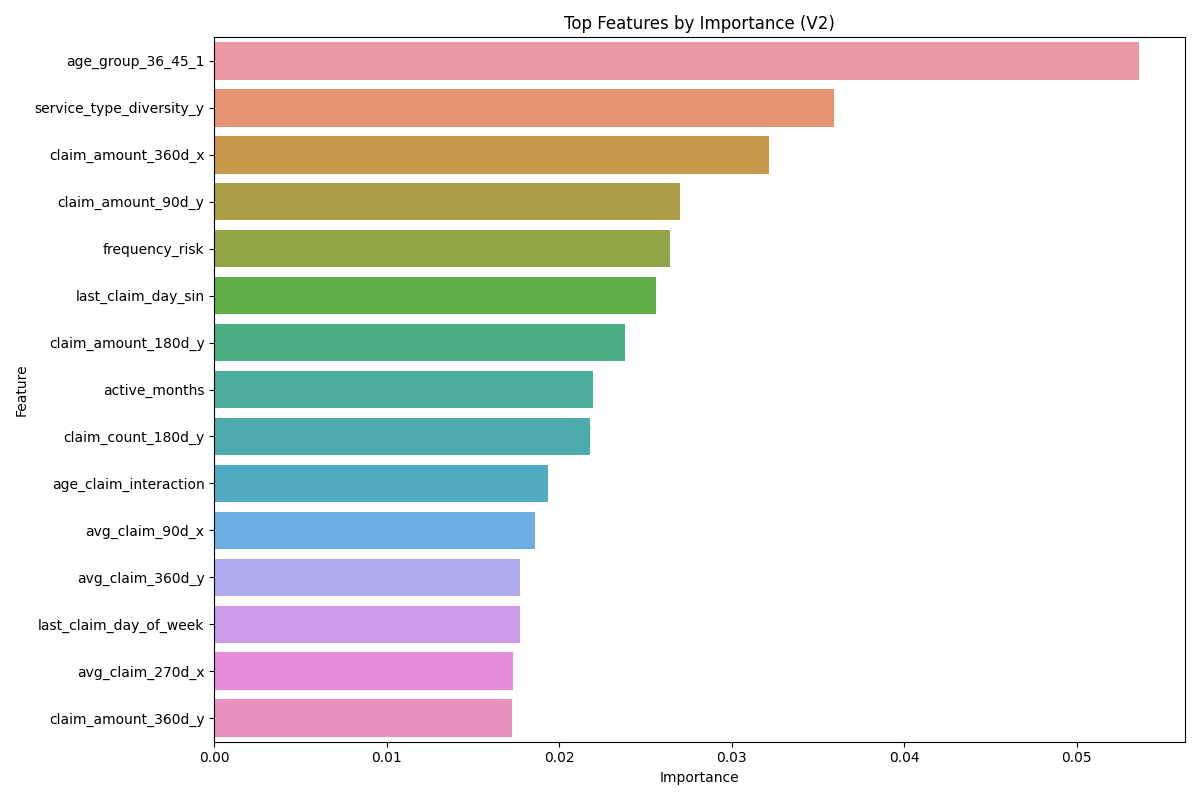 Top Features by Importance (V2)
Feature
age_group_36_45_1
service_type_diversity_y
claim_amount_360d_x
claim_amount_90d_y
frequency_risk
last_claim_day_sin
claim_amount_180d_y
active_months
claim_count_180d_y
age_claim_interaction
avg_claim_90d_x
avg_claim_360d_y
last_claim_day_of_week
avg_claim_270d_x
claim_amount_360d_y
0.00 0.01 0.02 0.03 0.04 0.05
Importance